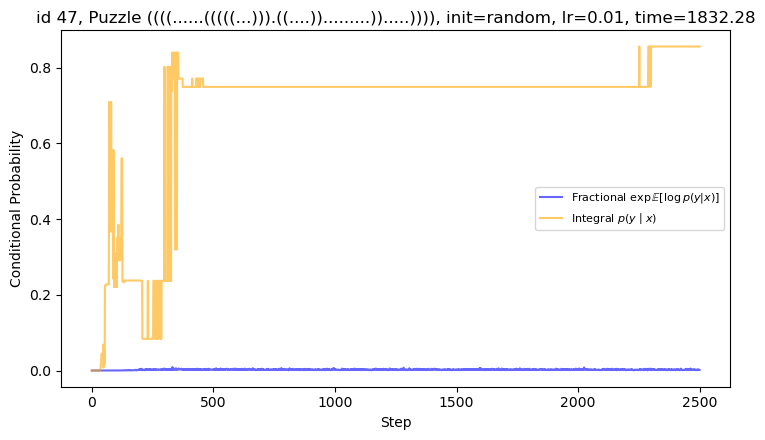 id 47, Puzzle ((((......(((((...))).((....)).........)).....)))), init=random, lr=0.01, time=1832.28
Conditional Probability
0.8
0.6
0.4
0.2
0.0
Fractional exp𝔼[log p(y|x)]
Integral p(y | x)
0 500 1000 1500 2000 2500
Step